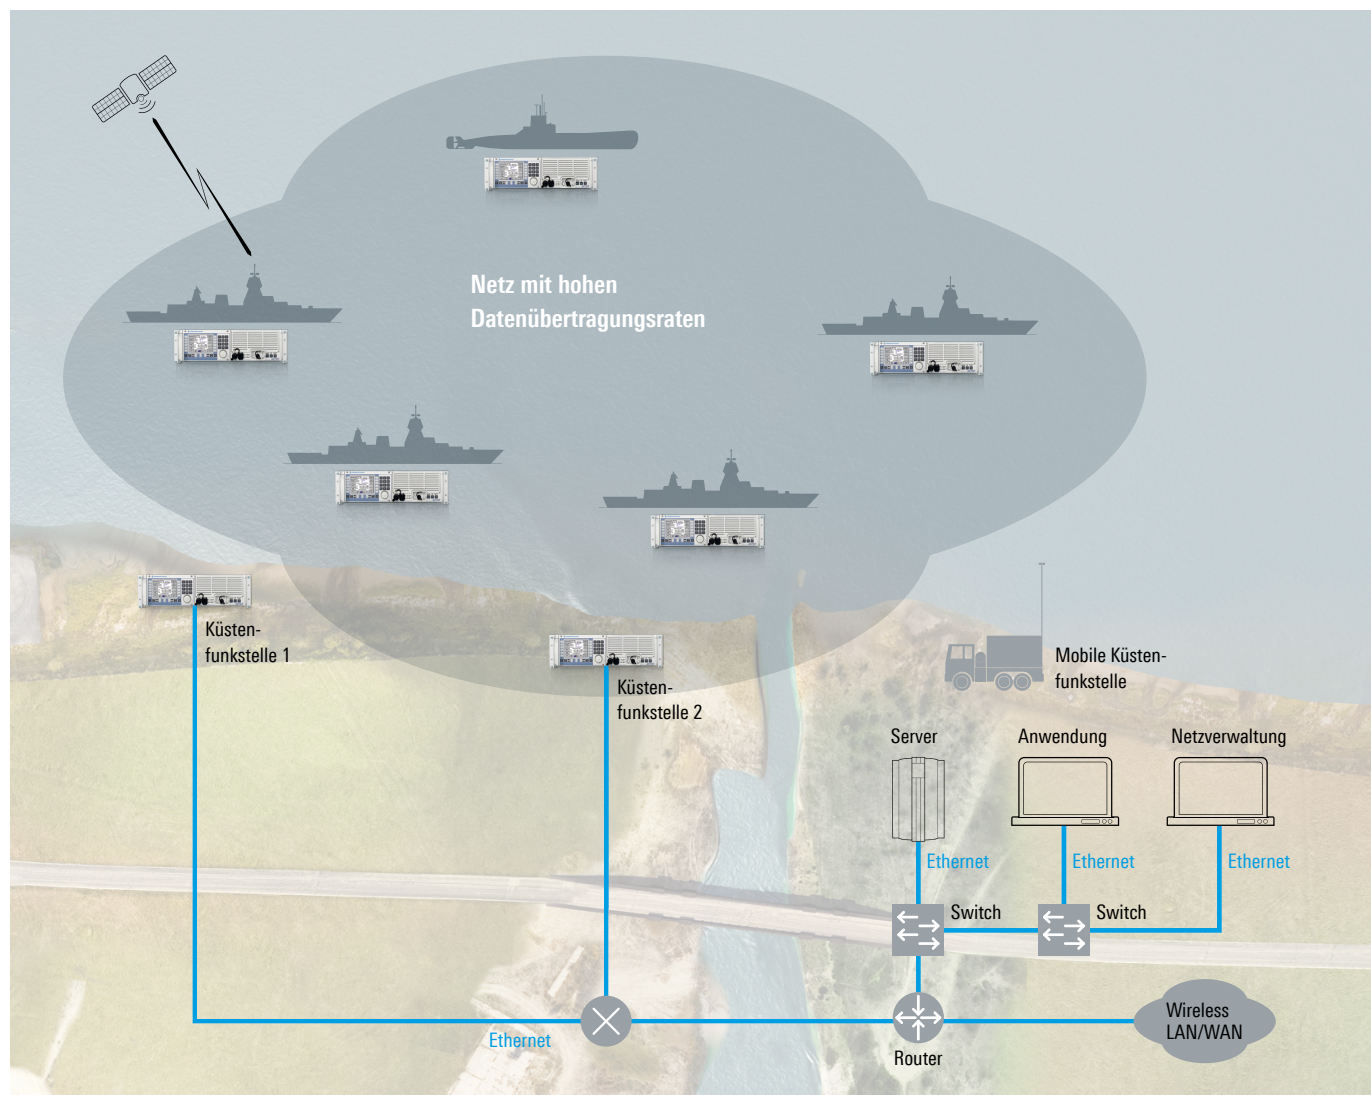 Netz mit hohen
Datenübertragungsraten
Küsten-
funkstelle 1
Küsten-
funkstelle 2
Mobile Küsten-
funkstelle
Server
Anwendung
Netzverwaltung
Ethernet
Ethernet
Ethernet
Switch
Switch
Ethernet
Router
Wireless
LAN/WAN